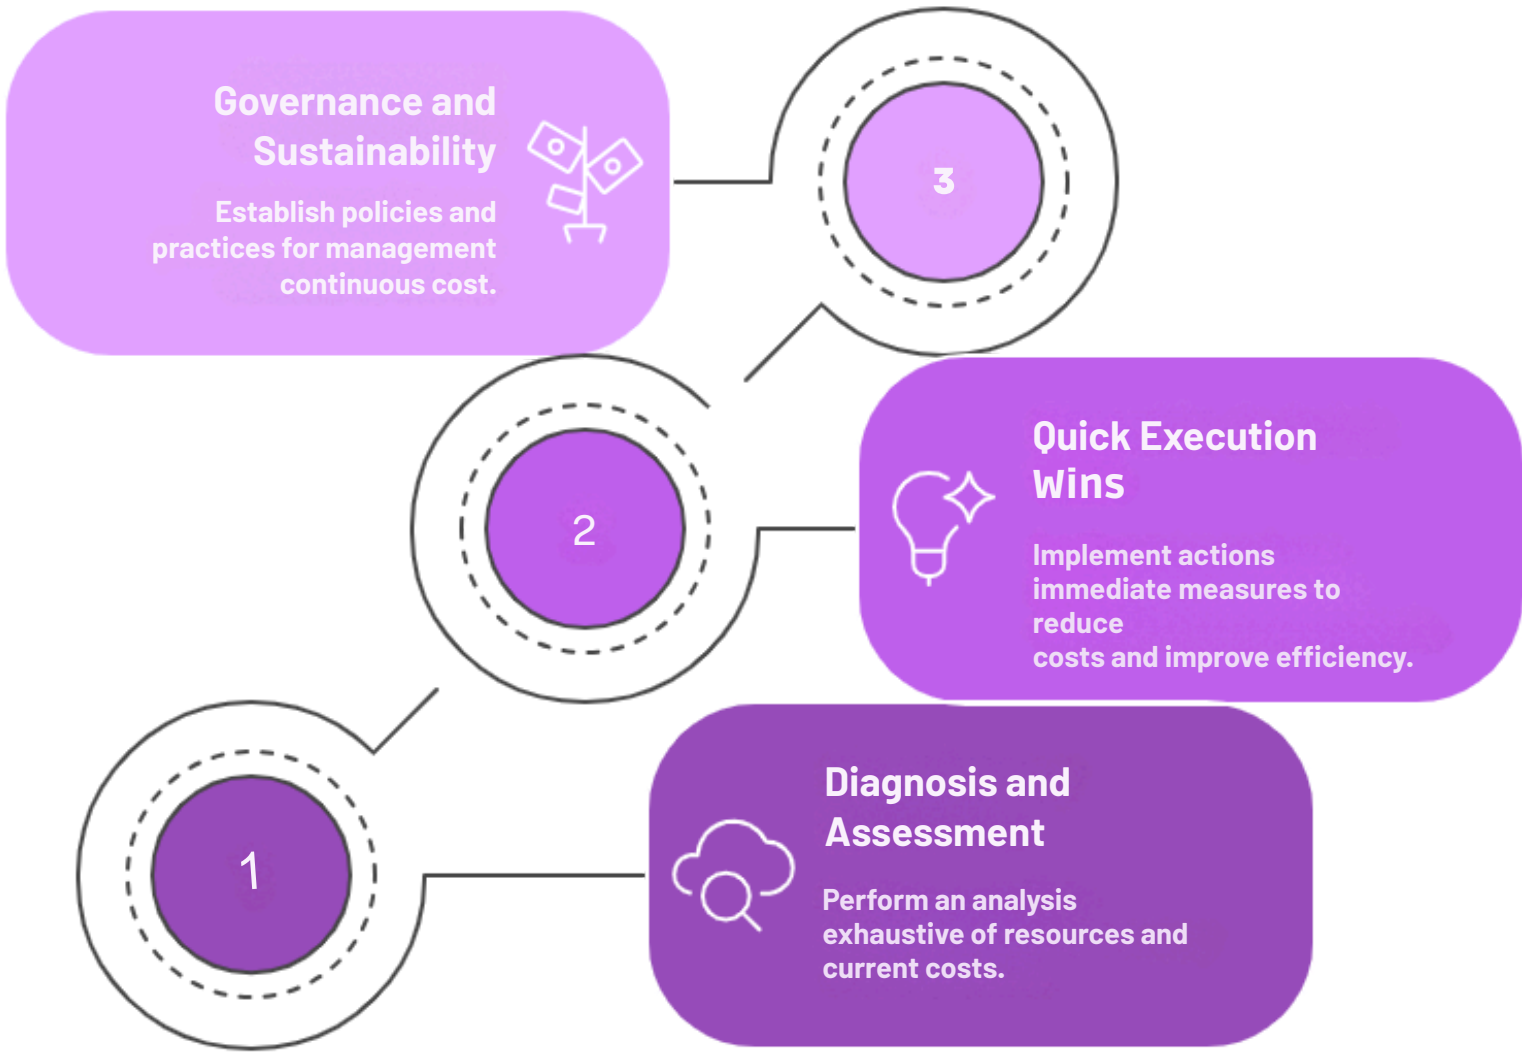 Governance and
Sustainability
Establish policies and
practices for management
continuous cost.
3
Quick Execution
Wins
Implement actions
immediate measures to
reduce
costs and improve efficiency.
2
Diagnosis and
Assessment
Perform an analysis
exhaustive of resources and
current costs.
1